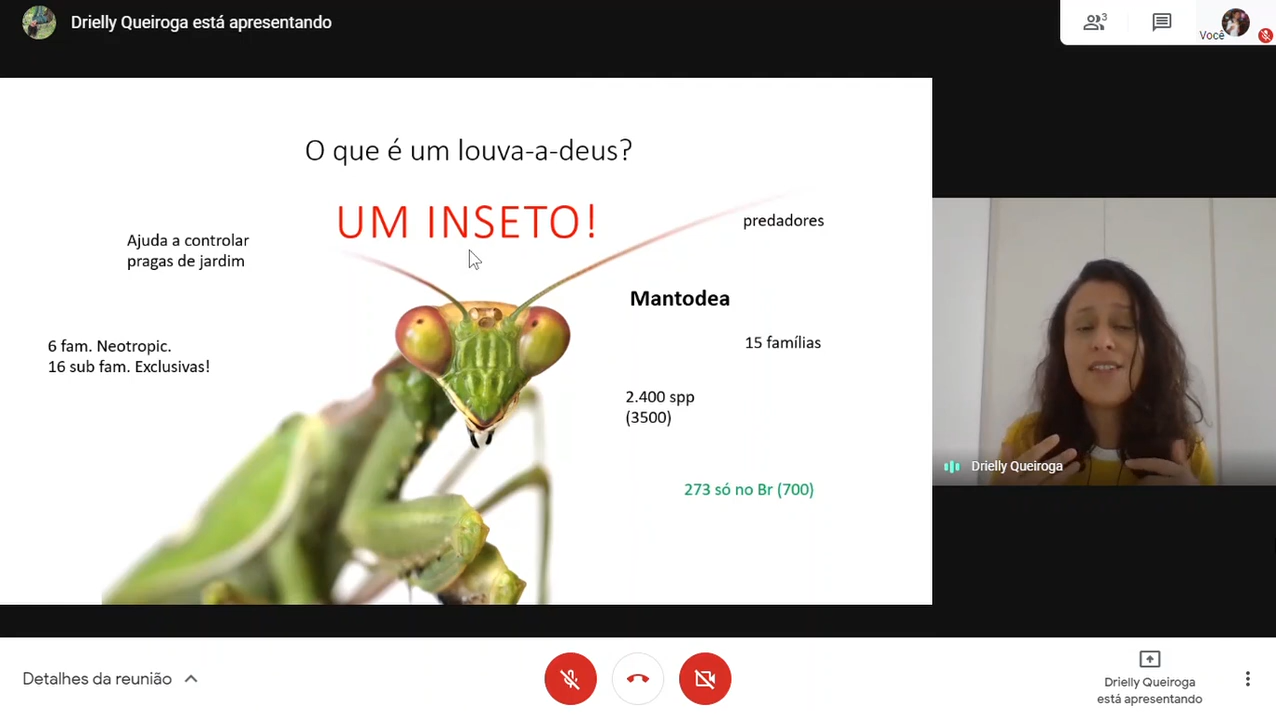 Drielly Queiroga está apresentando
3
Você
O que é um louva-a-deus?
UM INSETO!
predadores
Ajuda a controlar
pragas de jardim
Mantodea
15 famílias
6 fam. Neotropic.
16 sub fam. Exclusivas!
2.400 spp
(3500)
273 só no Br (700)
Drielly Queiroga
Detalhes da reunião
Drielly Queiroga
está apresentando